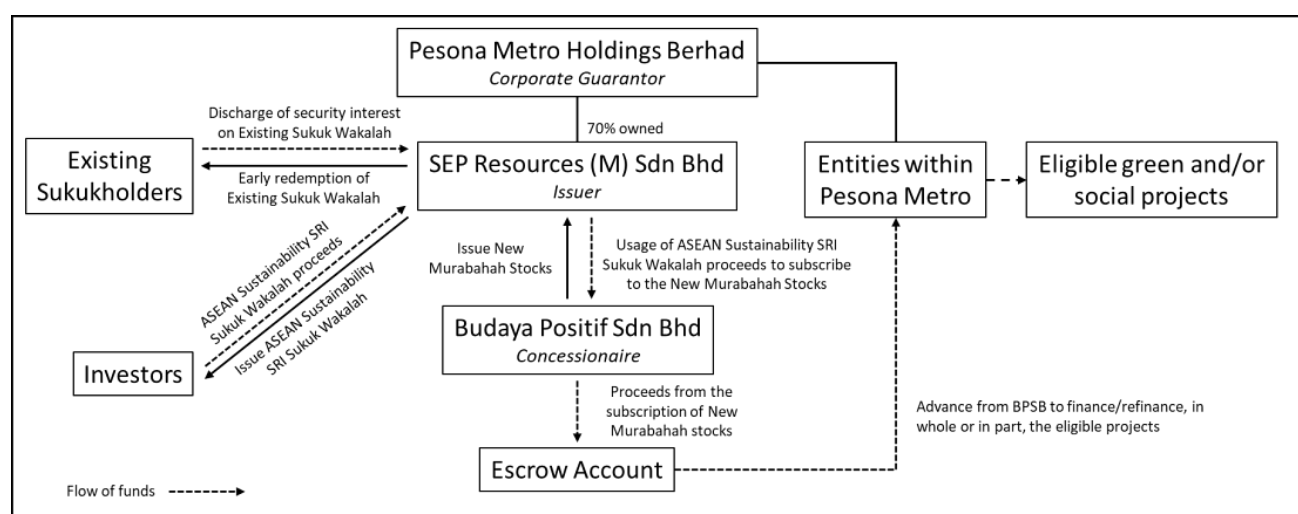 Pesona Metro Holdings Berhad
Corporate Guarantor
Discharge of security interest
on Existing Sukuk Wakalah
70% owned
Existing
Sukukholders
SEP Resources (M) Sdn Bhd
Issuer
Entities within
Pesona Metro
Eligible green and/or
social projects
Early redemption of
Existing Sukuk Wakalah
ASEAN Sustainability SRI
Sukuk Wakalah proceeds
Issue ASEAN Sustainability
SRI Sukuk Wakalah
Issue New
Murabahah Stocks
Usage of ASEAN Sustainability SRI
Sukuk Wakalah proceeds to subscribe
to the New Murabahah Stocks
Budaya Positif Sdn Bhd
Concessionaire
Investors
Proceeds from the
subscription of New
Murabahah stocks
Advance from BPSB to finance/refinance, in
whole or in part, the eligible projects
Escrow Account
Flow of funds